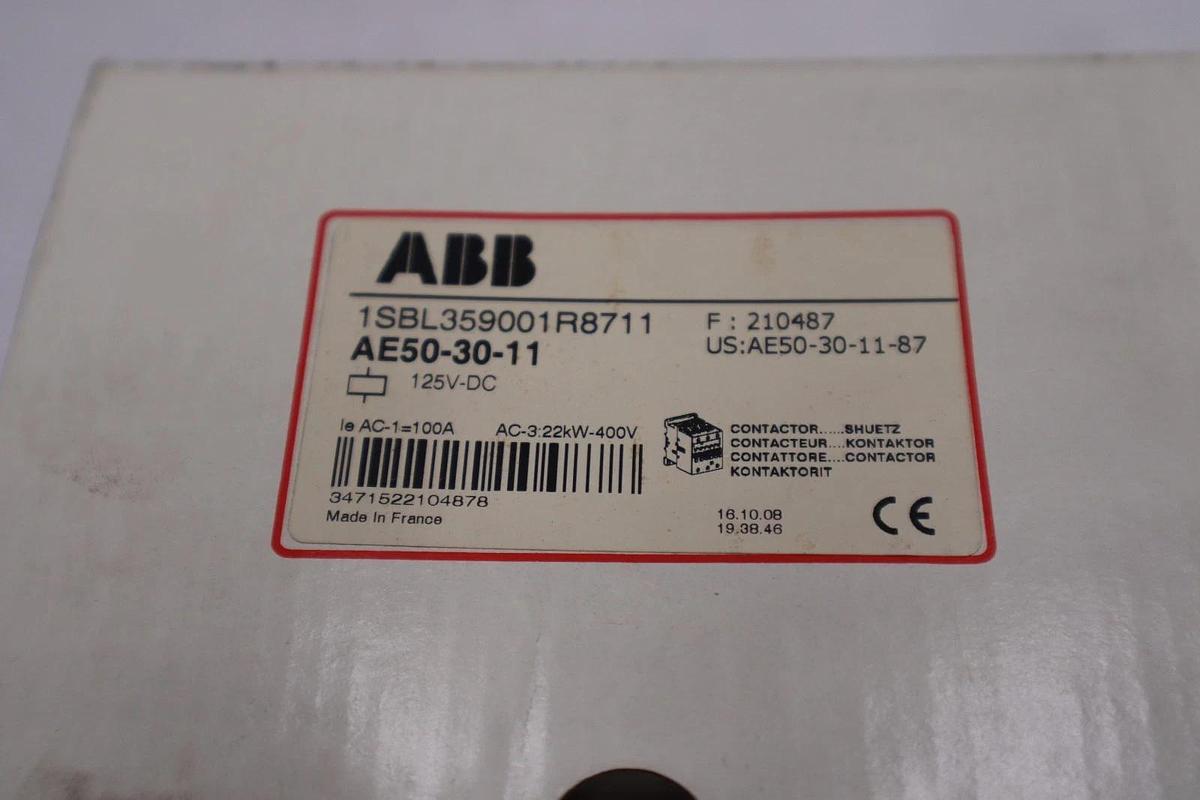 ABB
1SBL359001R8711
F : 210487
AE50-30-11
US:AE50-30-11-87
125V-DC
Ie AC-1=100A
AC-3:22kW-400V
CONTACTOR.....SHUETZ
CONTACTEUR....KONTAKTOR
CONTATTORE....CONTACTOR
KONTAKTORIT
3471522104878
Made In France
16.10.08
19.38.46
CE